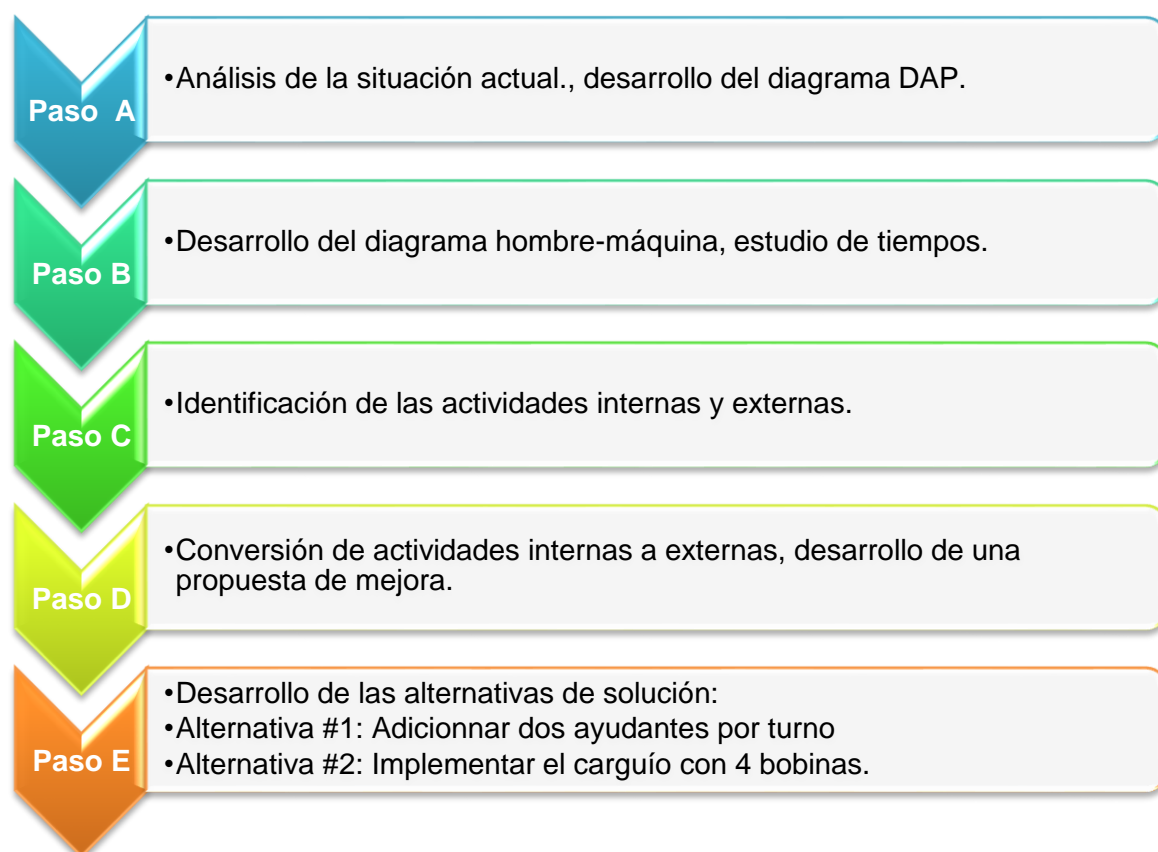 Paso A
•Análisis de la situación actual., desarrollo del diagrama DAP.
Paso B
•Desarrollo del diagrama hombre-máquina, estudio de tiempos.
Paso C
•Identificación de las actividades internas y externas.
Paso D
•Conversión de actividades internas a externas, desarrollo de una
propuesta de mejora.
Paso E
•Desarrollo de las alternativas de solución:
•Alternativa #1: Adicionnar dos ayudantes por turno
•Alternativa #2: Implementar el carguío con 4 bobinas.